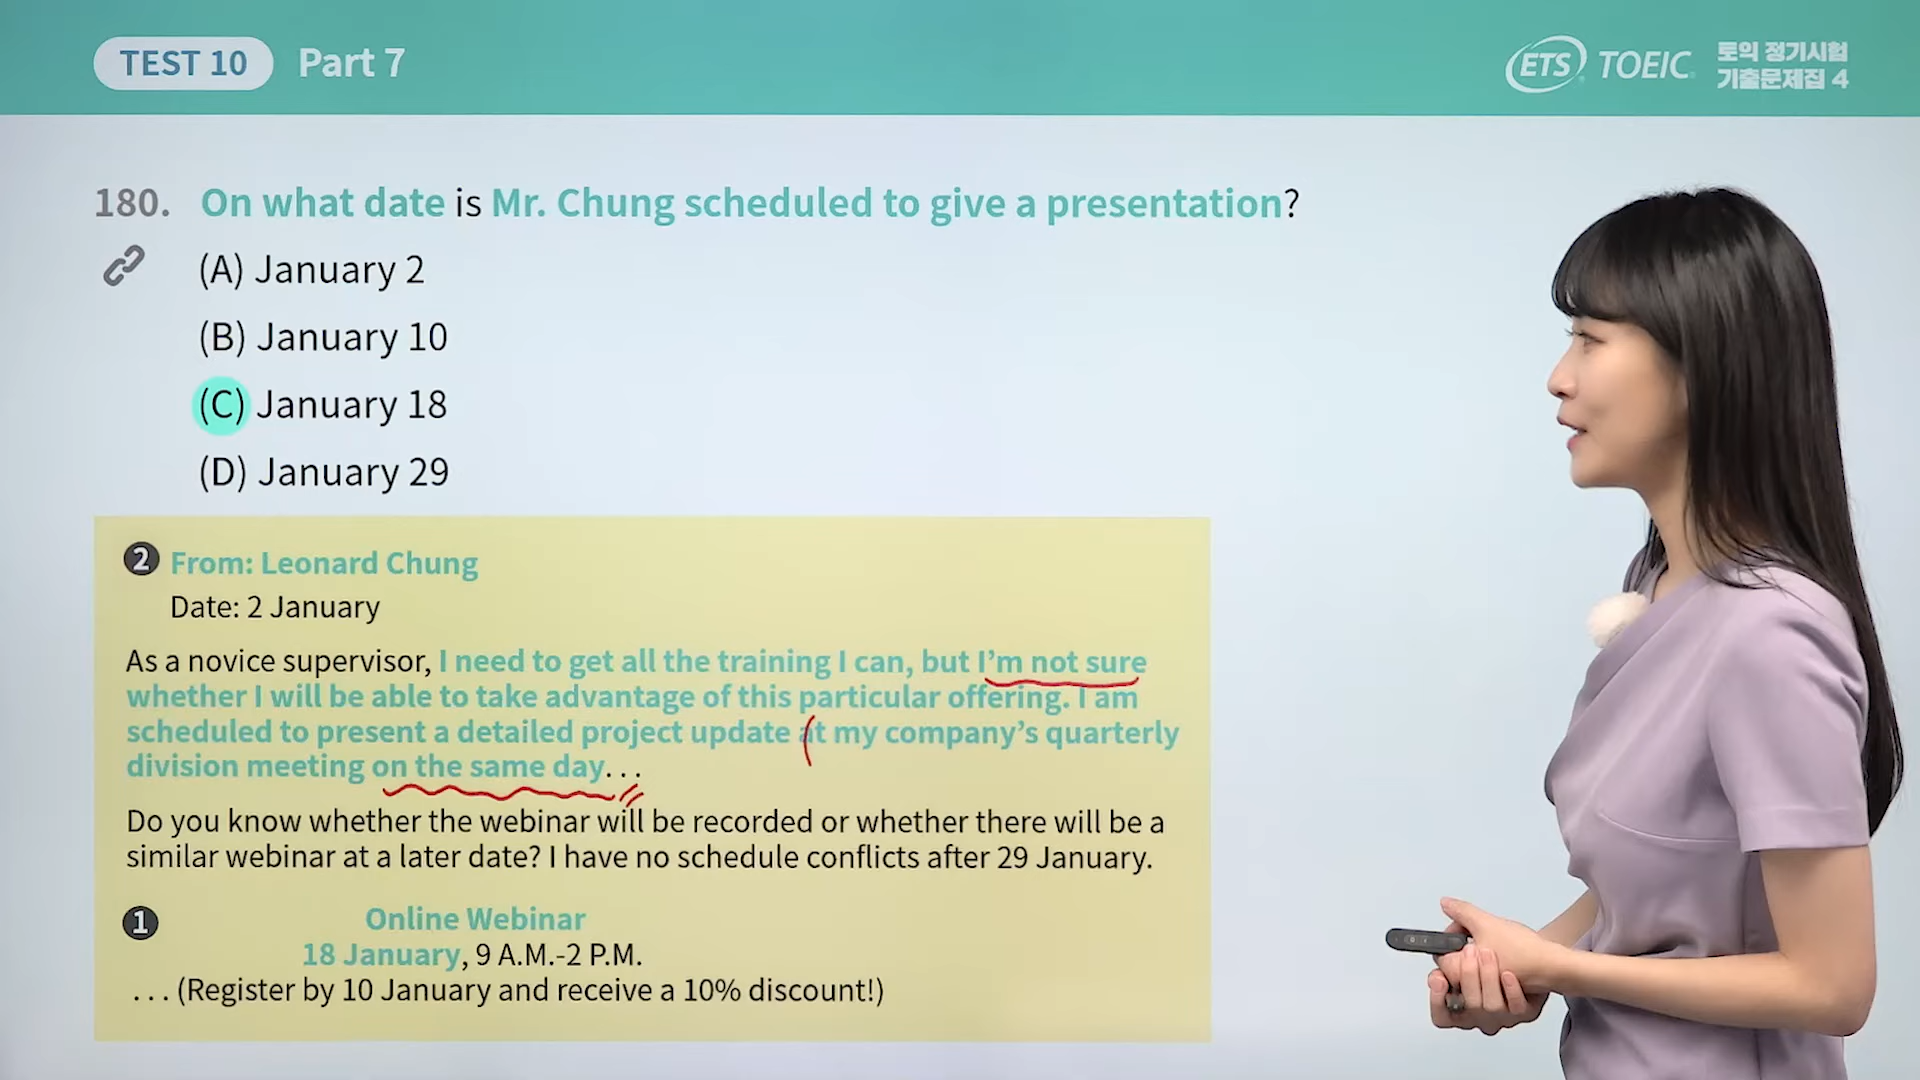 TEST 10 Part 7
ETS TOEIC 토익 정기시험
기출문제집 4
180. On what date is Mr. Chung scheduled to give a presentation?
(A) January 2
(B) January 10
(C) January 18
(D) January 29
2 From: Leonard Chung
Date: 2 January
As a novice supervisor, I need to get all the training I can, but I'm not sure
whether I will be able to take advantage of this particular offering. I am
scheduled to present a detailed project update at my company's quarterly
division meeting on the same day. . .
Do you know whether the webinar will be recorded or whether there will be a
similar webinar at a later date? I have no schedule conflicts after 29 January.
1 Online Webinar
18 January, 9 A.M.-2 P.M.
. . . (Register by 10 January and receive a 10% discount!)